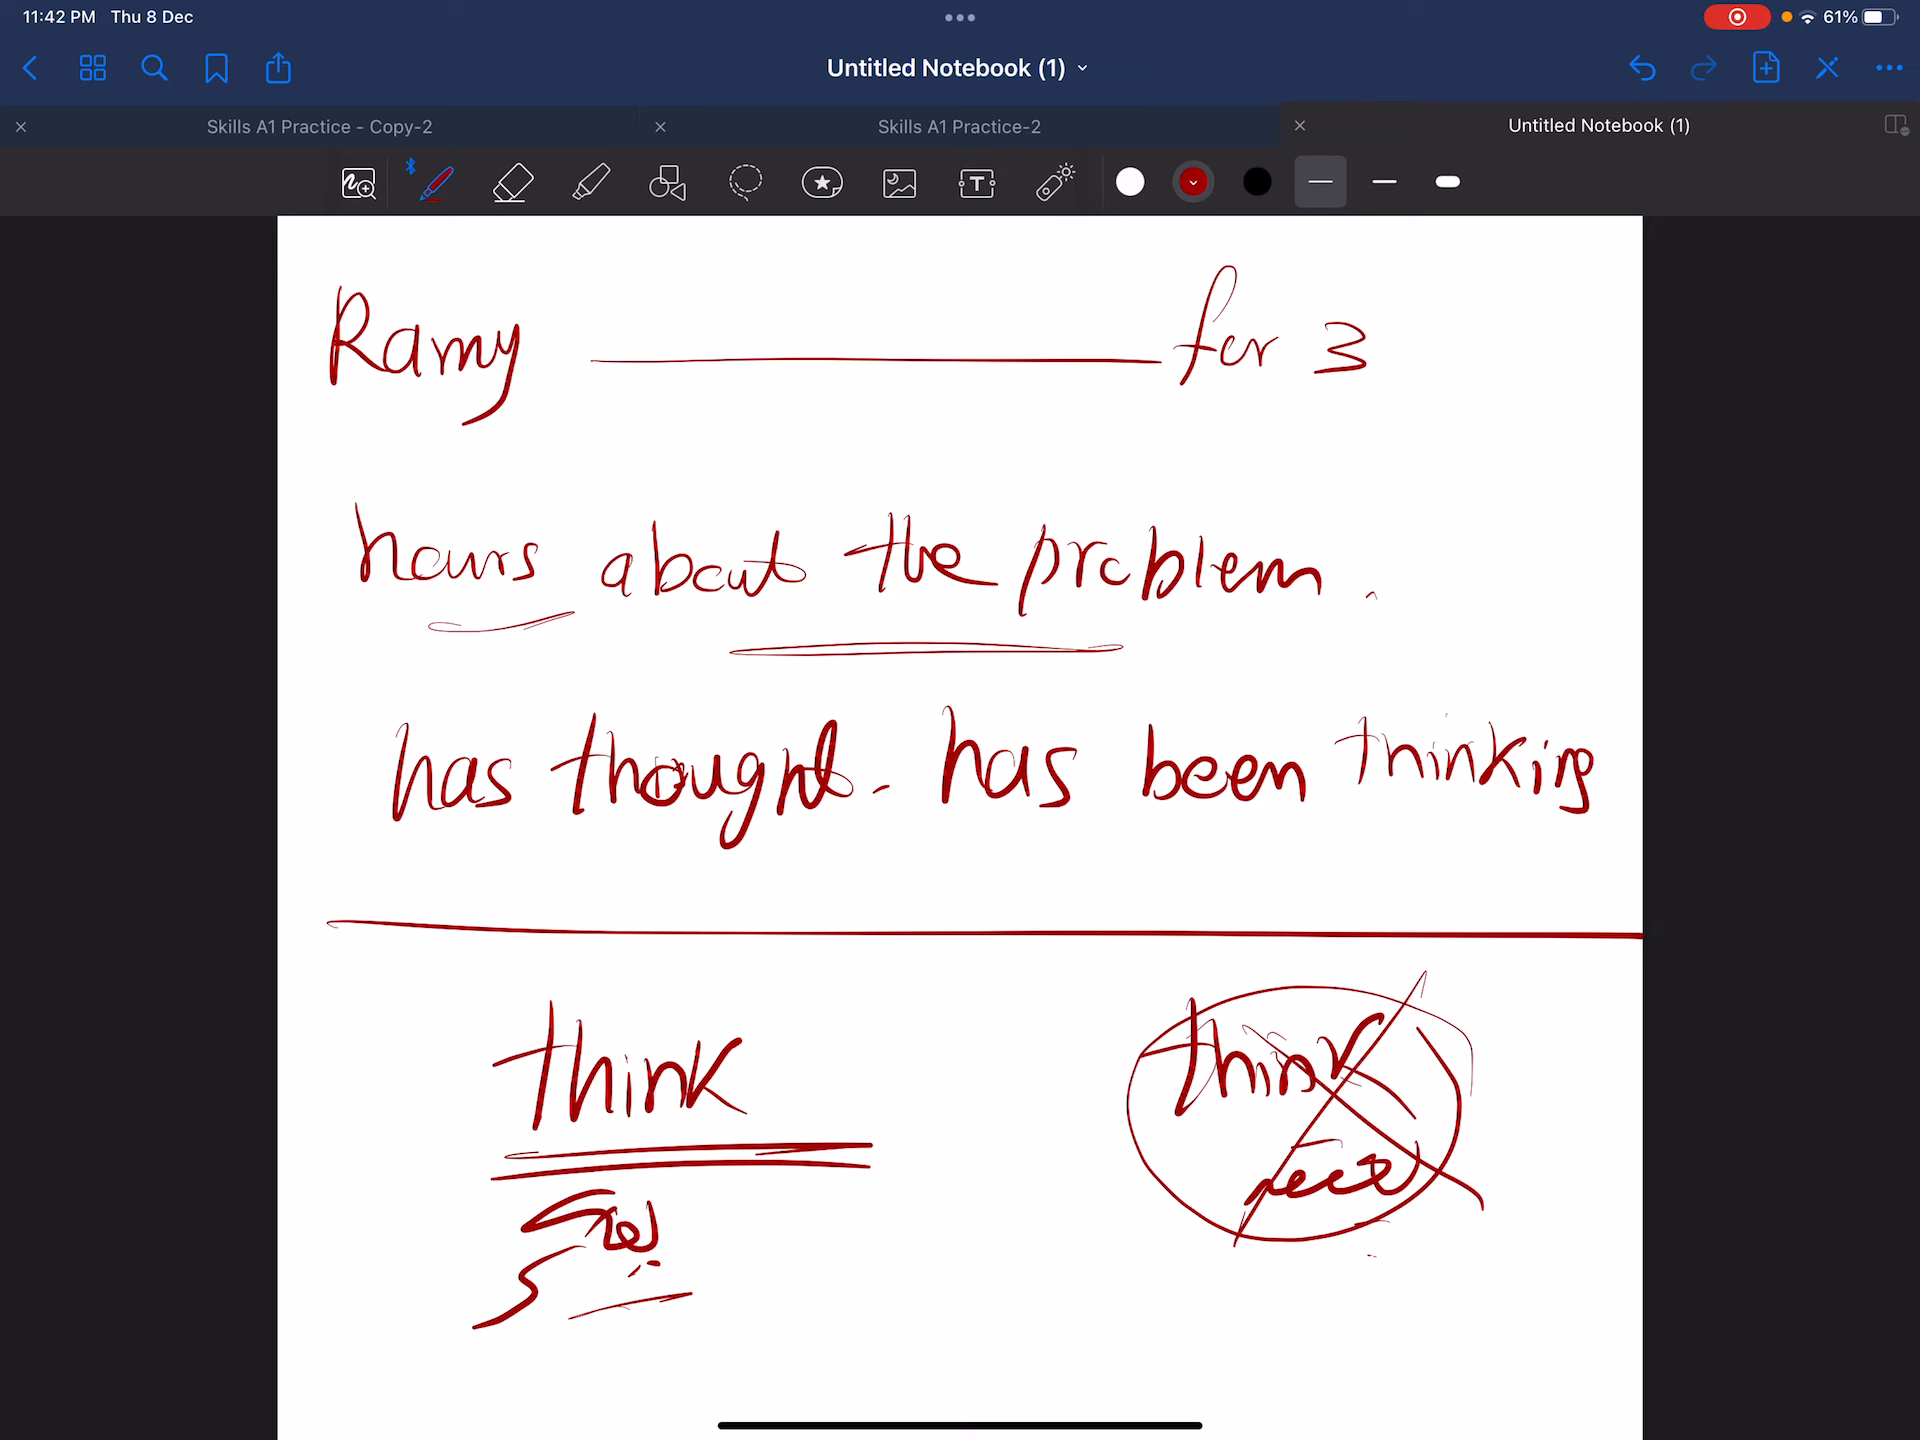 11:42 PM Thu 8 Dec
61%
Untitled Notebook (1)
Skills A1 Practice - Copy-2
Skills A1 Practice-2
Untitled Notebook (1)
Ramy __________ for 3
hours about the problem.
has thought - has been thinking
think
think